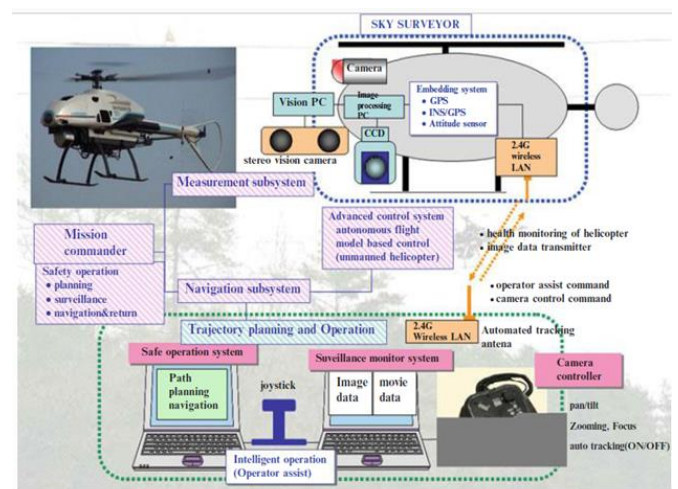 SKY SURVEYOR
Camera
Vision PC
Image
processing
PC
Embedding system
• GPS
• INS/GPS
• Attitude sensor
CCD
stereo vision camera
2.4G
wireless
LAN
Measurement subsystem
Mission
commander
Safety operation
• planning
• surveillance
• navigation&return
Advanced control system
autonomous flight
model based control
(unmanned helicopter)
Navigation subsystem
• health monitoring of helicopter
• image data transmitter
• operator assist command
• camera control command
Trajectory planning and Operation
2.4G
Wireless LAN
Automated tracking
antena
Safe operation system
Suveillance monitor system
Camera
controller
Path
planning
navigation
joystick
Image
data
movie
data
pan/tilt
Zooming, Focus
auto tracking(ON/OFF)
Intelligent operation
(Operator assist)